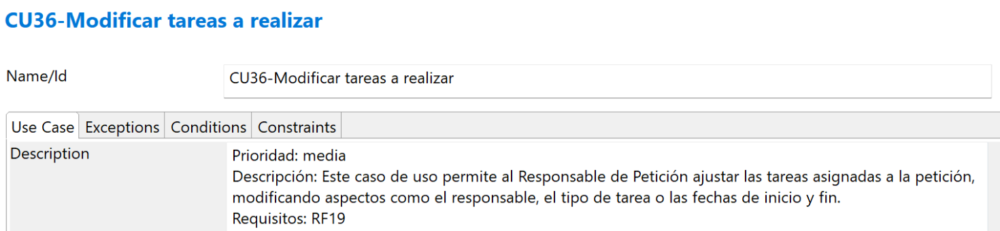 CU36-Modificar tareas a realizar
Name/Id
CU36-Modificar tareas a realizar
Use Case Exceptions Conditions Constraints
Description
Prioridad: media
Descripción: Este caso de uso permite al Responsable de Petición ajustar las tareas asignadas a la petición,
modificando aspectos como el responsable, el tipo de tarea o las fechas de inicio y fin.
Requisitos: RF19